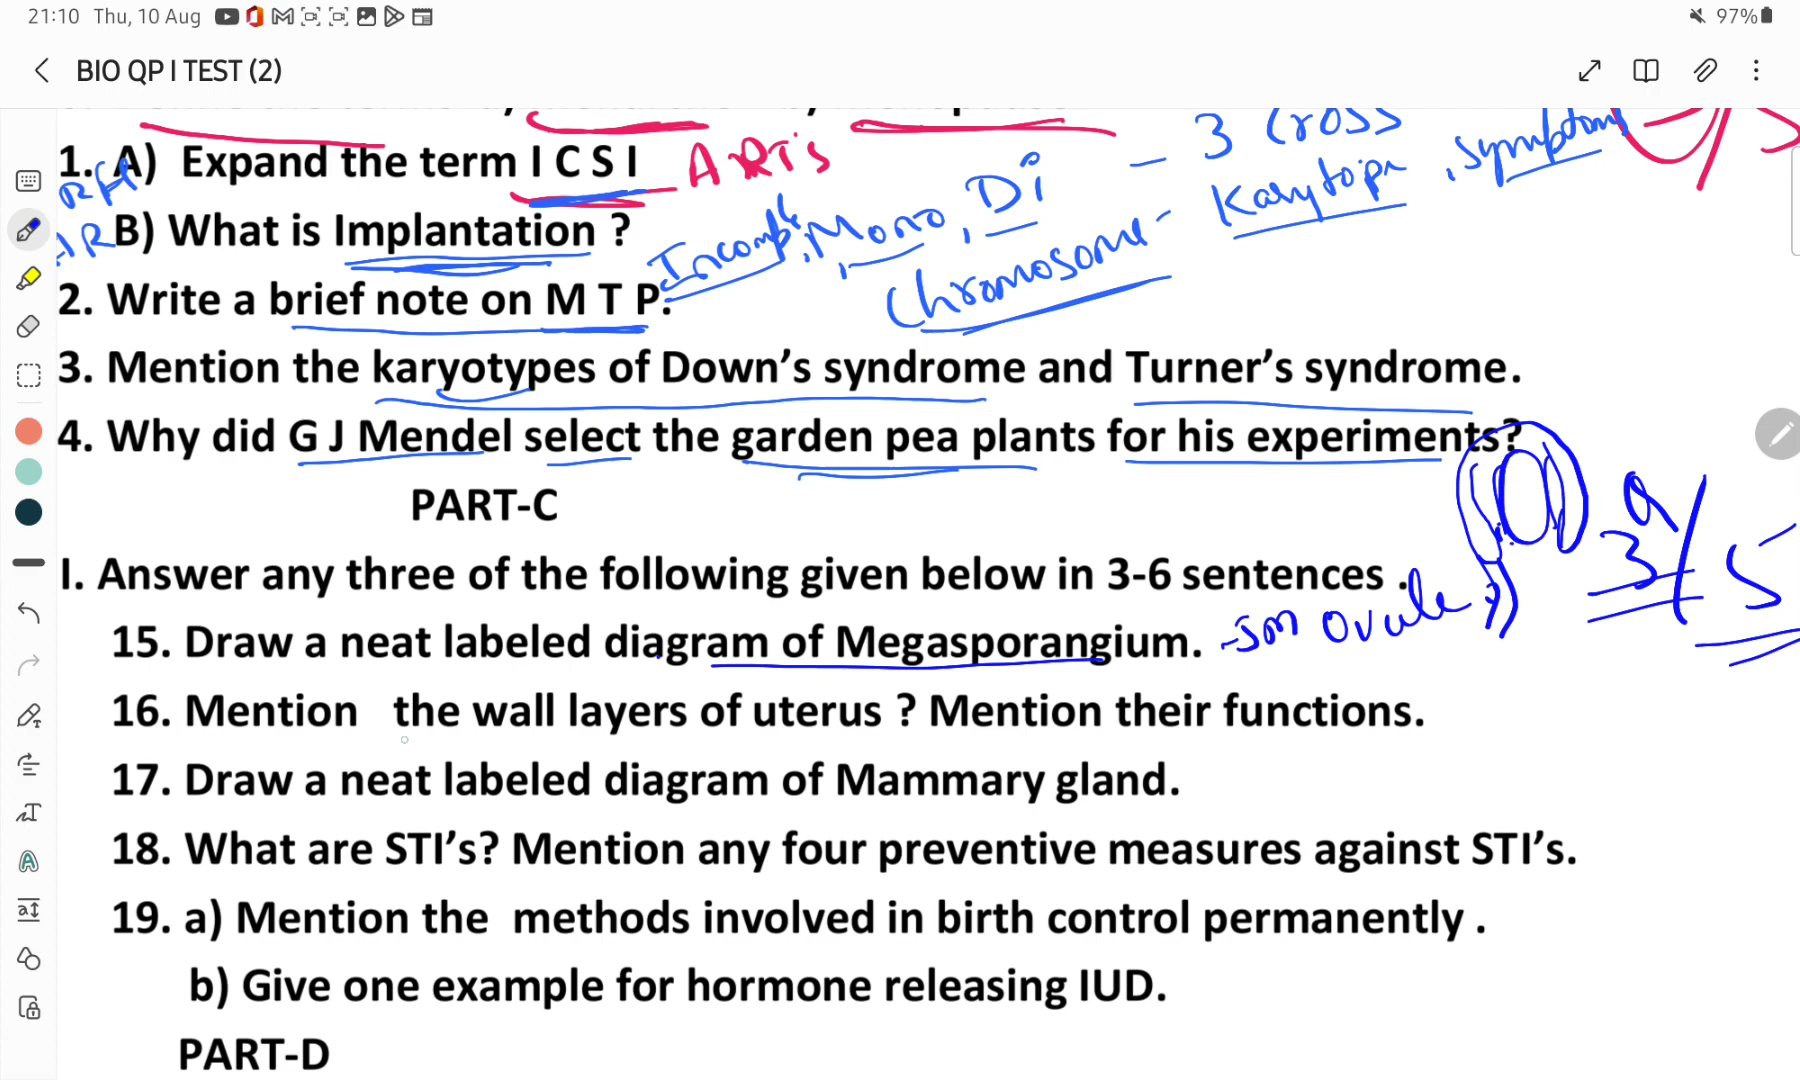 21:10 Thu, 10 Aug
97%
BIO QP I TEST (2)
1. A) Expand the term I C S I
ARTs
3 Cross
B) What is Implantation ?
Mono, Di
Chromosome
2. Write a brief note on M T P.
3. Mention the karyotypes of Down's syndrome and Turner's syndrome.
4. Why did G J Mendel select the garden pea plants for his experiments?
PART-C
3/5
I. Answer any three of the following given below in 3-6 sentences .
15. Draw a neat labeled diagram of Megasporangium.
-5m ovule
16. Mention the wall layers of uterus ? Mention their functions.
17. Draw a neat labeled diagram of Mammary gland.
18. What are STI's? Mention any four preventive measures against STI's.
19. a) Mention the methods involved in birth control permanently .
b) Give one example for hormone releasing IUD.
PART-D